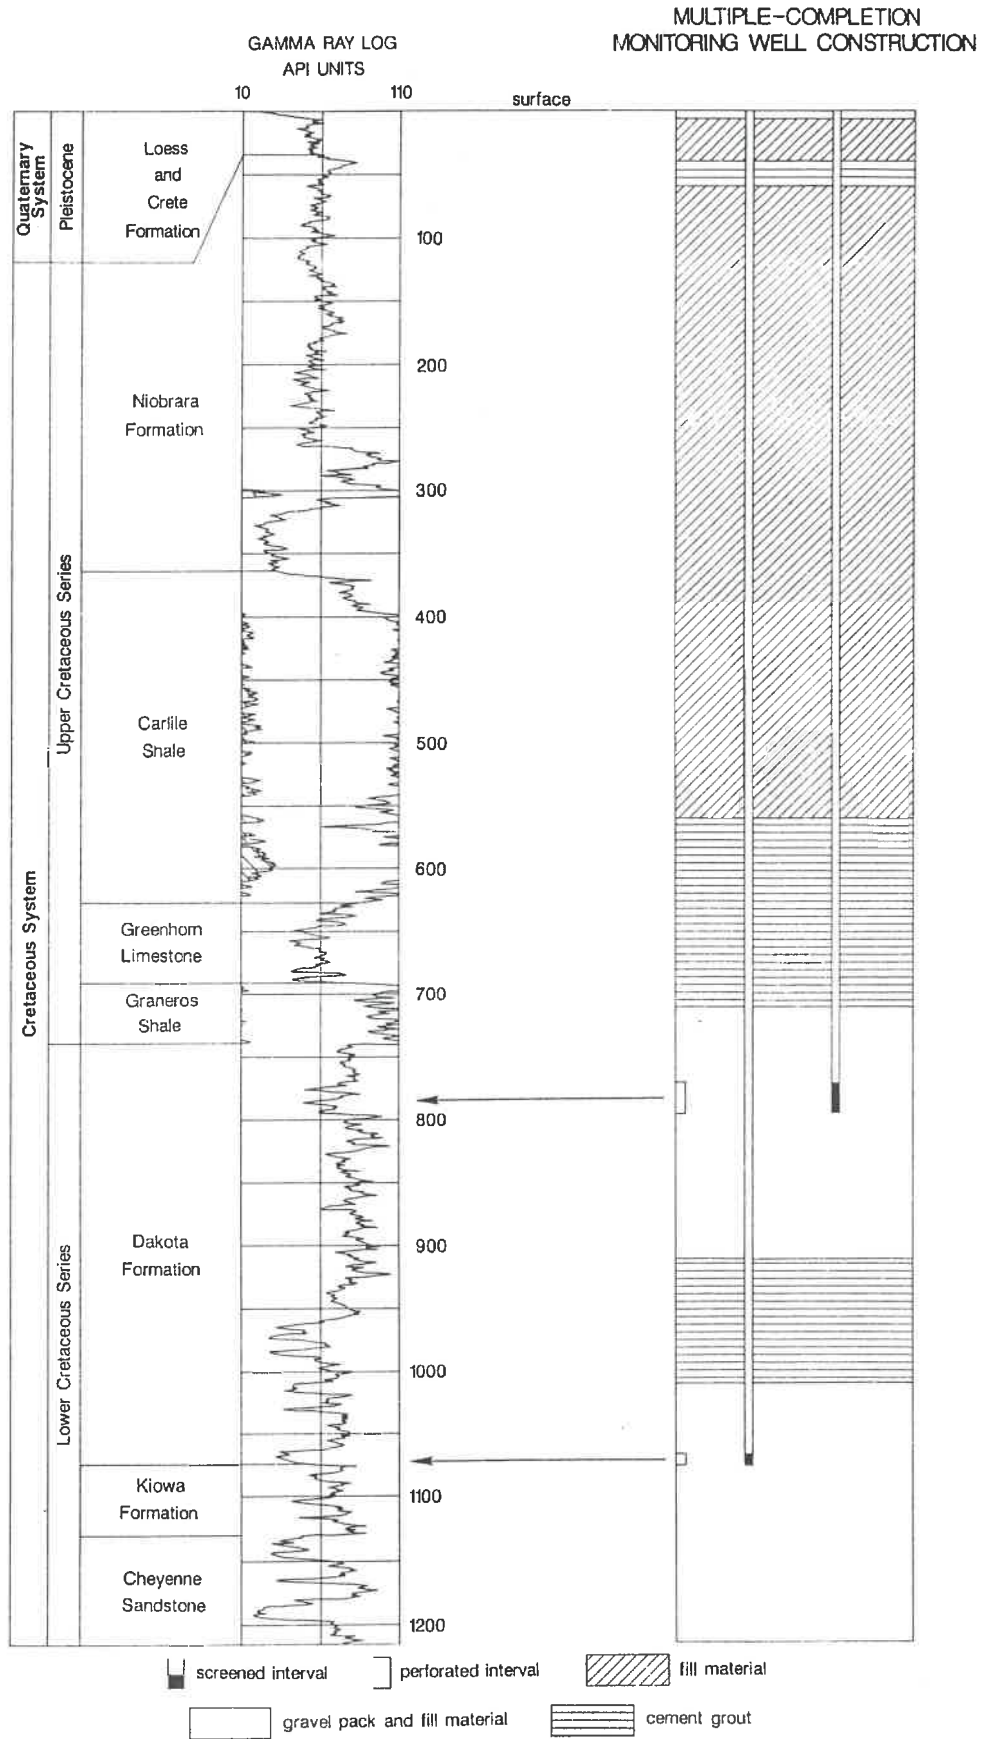 MULTIPLE-COMPLETION
MONITORING WELL CONSTRUCTION
GAMMA RAY LOG
API UNITS
10 110
surface
Quaternary
System
Pleistocene
Loess
and
Crete
Formation
100
200
Niobrara
Formation
300
Upper Cretaceous Series
400
Carlile
Shale
500
600
Cretaceous System
Greenhorn
Limestone
700
Graneros
Shale
800
Lower Cretaceous Series
Dakota
Formation
900
1000
Kiowa
Formation
1100
Cheyenne
Sandstone
1200
screened interval
perforated interval
fill material
gravel pack and fill material
cement grout